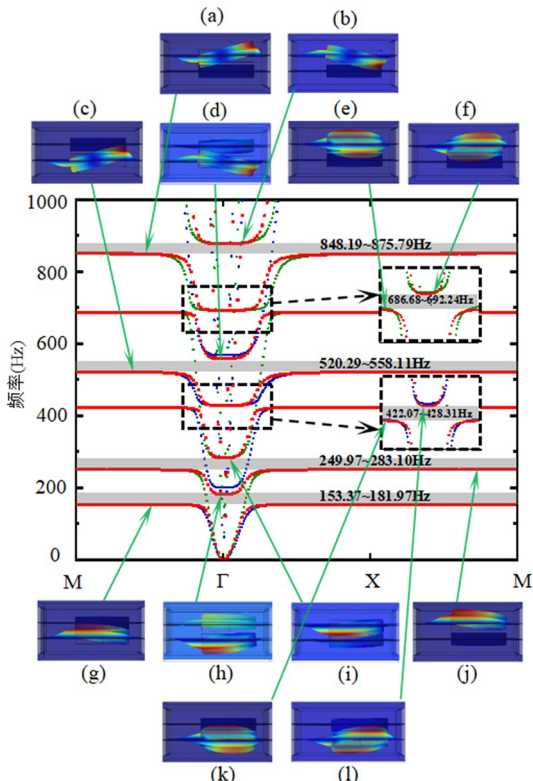 (a)
(b)
(c)
(d)
(e)
(f)
1000
800
600
400
200
0
频率(Hz)
848.19~875.79Hz
686.68~692.24Hz
520.29~558.11Hz
422.07~428.31Hz
249.97~283.10Hz
153.37~181.97Hz
M
Γ
X
M
(g)
(h)
(i)
(j)
(k)
(l)